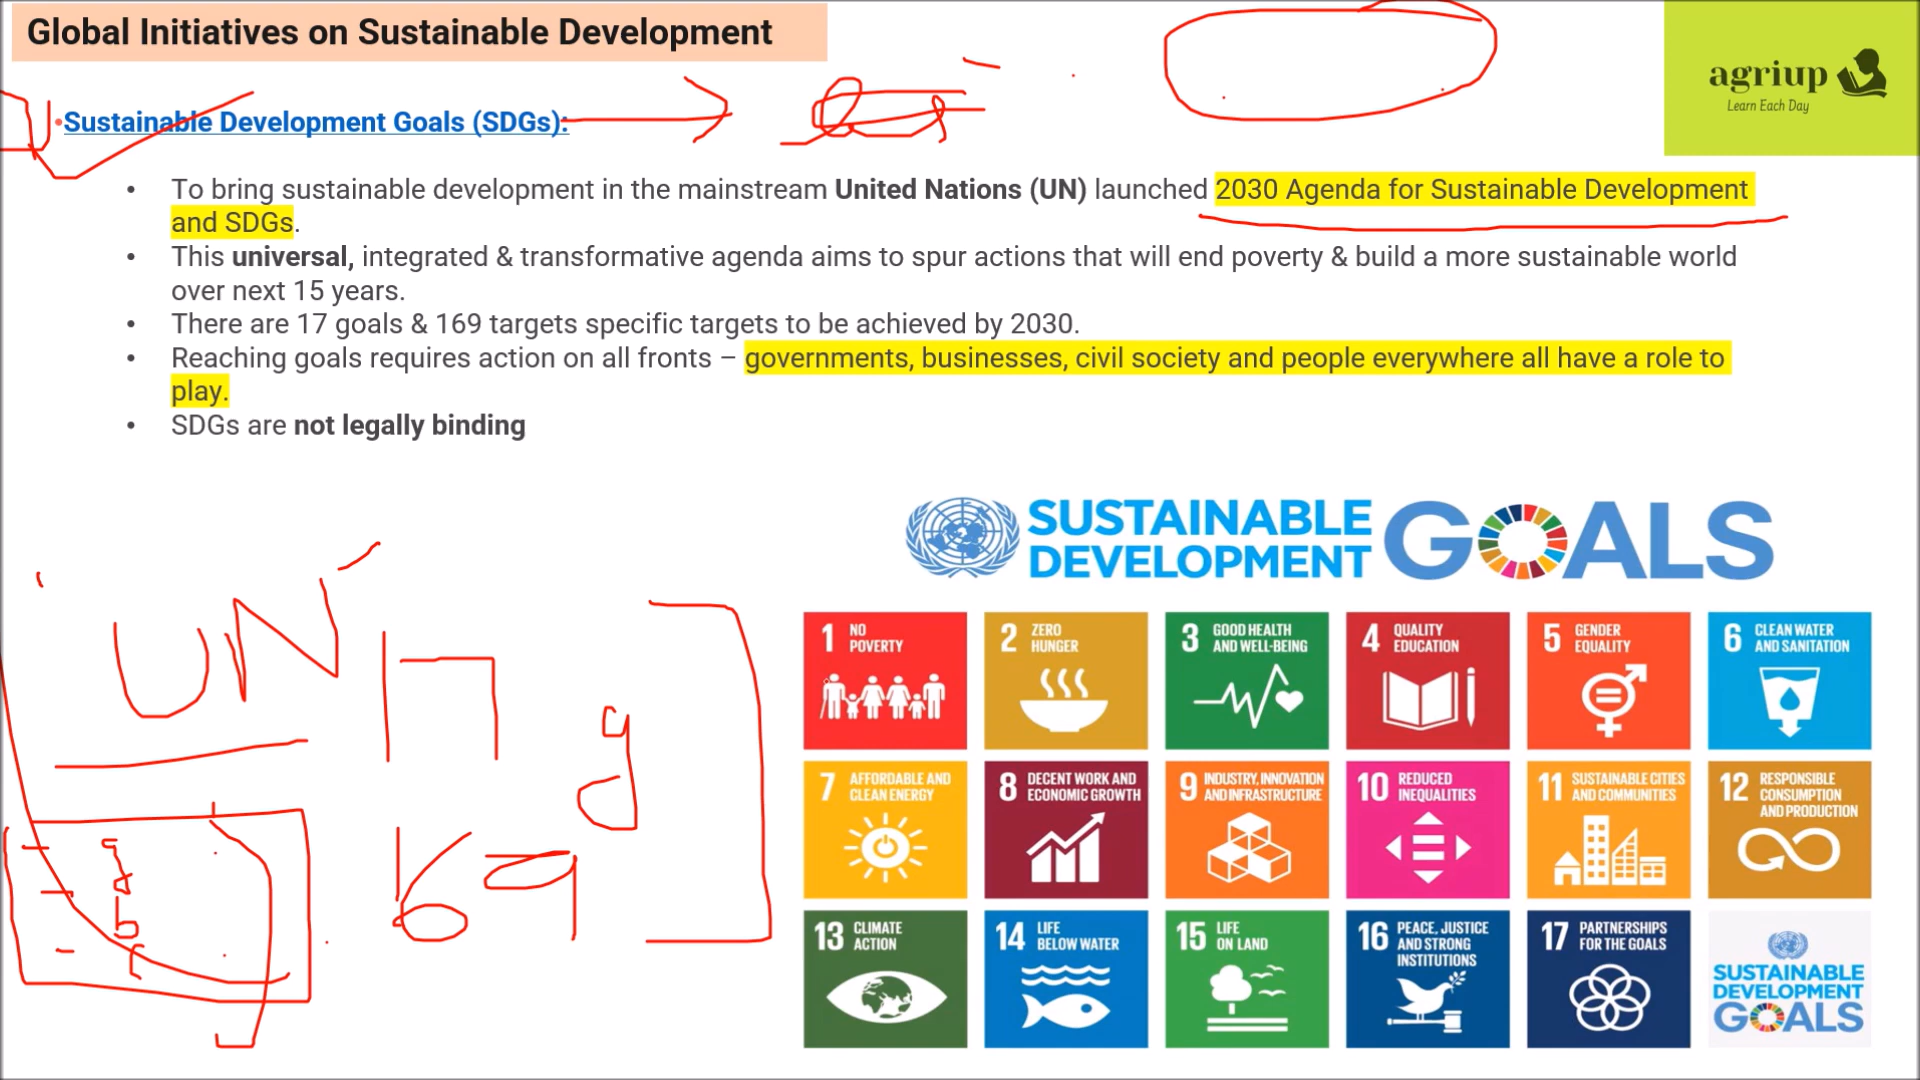 Global Initiatives on Sustainable Development
agriup
Learn Each Day
•Sustainable Development Goals (SDGs):
• To bring sustainable development in the mainstream United Nations (UN) launched 2030 Agenda for Sustainable Development
and SDGs.
• This universal, integrated & transformative agenda aims to spur actions that will end poverty & build a more sustainable world
over next 15 years.
• There are 17 goals & 169 targets specific targets to be achieved by 2030.
• Reaching goals requires action on all fronts – governments, businesses, civil society and people everywhere all have a role to
play.
• SDGs are not legally binding
SUSTAINABLE
DEVELOPMENT
GOALS
UN
17
g
169
a
b
1 NO
POVERTY
2 ZERO
HUNGER
3 GOOD HEALTH
AND WELL-BEING
4 QUALITY
EDUCATION
5 GENDER
EQUALITY
6 CLEAN WATER
AND SANITATION
7 AFFORDABLE AND
CLEAN ENERGY
8 DECENT WORK AND
ECONOMIC GROWTH
9 INDUSTRY, INNOVATION
AND INFRASTRUCTURE
10 REDUCED
INEQUALITIES
11 SUSTAINABLE CITIES
AND COMMUNITIES
12 RESPONSIBLE
CONSUMPTION
AND PRODUCTION
13 CLIMATE
ACTION
14 LIFE
BELOW WATER
15 LIFE
ON LAND
16 PEACE, JUSTICE
AND STRONG
INSTITUTIONS
17 PARTNERSHIPS
FOR THE GOALS
SUSTAINABLE
DEVELOPMENT
GOALS